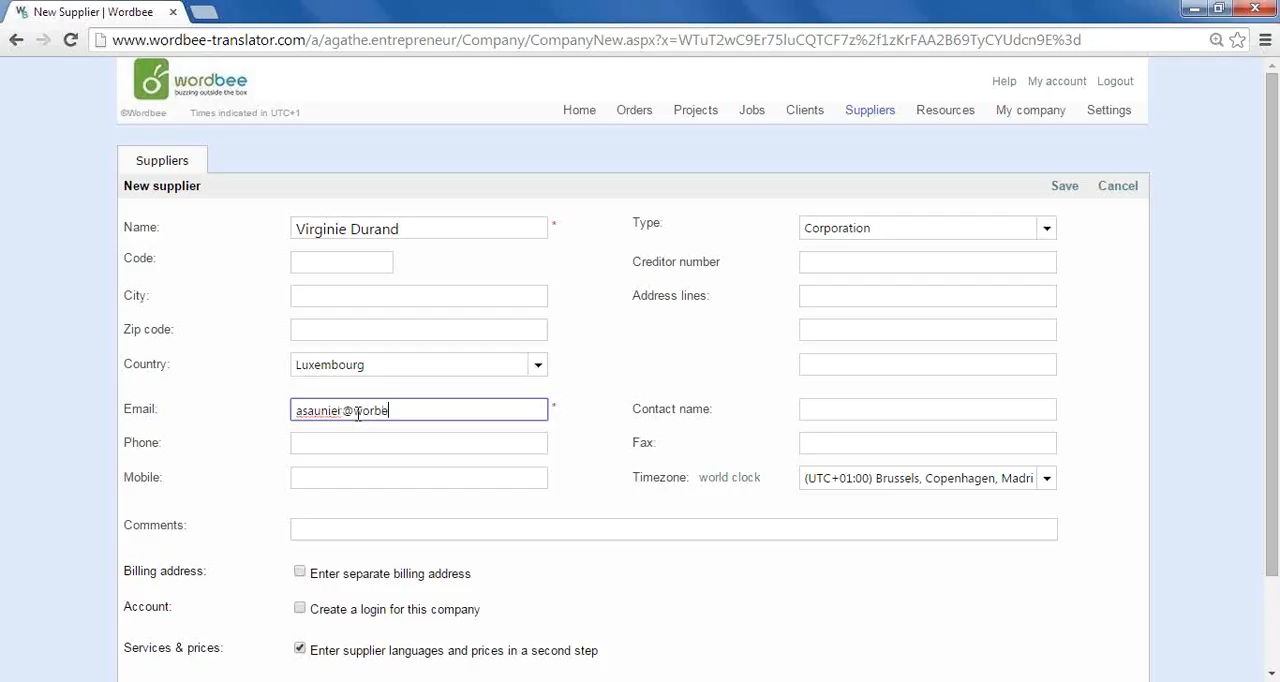 New Supplier | Wordbee
www.wordbee-translator.com/a/agathe.entrepreneur/Company/CompanyNew.aspx?x=WTuT2wC9Er75luCQTCF7z%2f1zKrFAA2B69TyCYUdcn9E%3d
wordbee
buzzing outside the box
Help My account Logout
©Wordbee Times indicated in UTC+1
Home Orders Projects Jobs Clients Suppliers Resources My company Settings
Suppliers
New supplier Save Cancel
Name: Virginie Durand * Type: Corporation
Code: Creditor number
City: Address lines:
Zip code:
Country: Luxembourg
Email: asaunier@worbe * Contact name:
Phone: Fax:
Mobile: Timezone: world clock (UTC+01:00) Brussels, Copenhagen, Madri
Comments:
Billing address: Enter separate billing address
Account: Create a login for this company
Services & prices: Enter supplier languages and prices in a second step